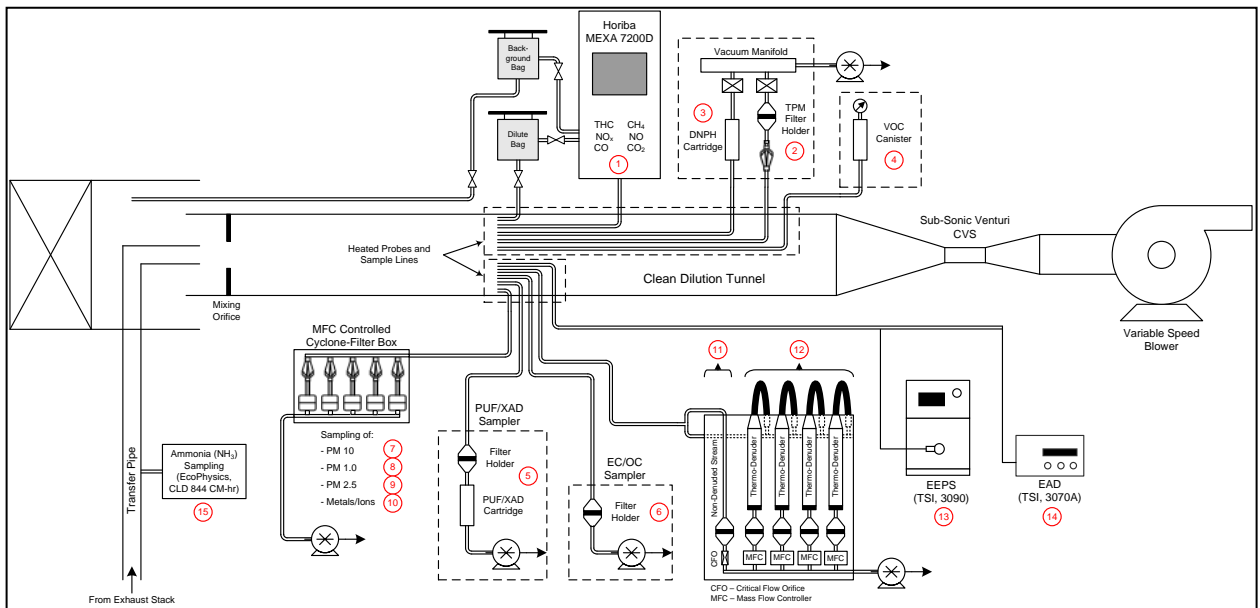 Horiba
MEXA 7200D
THC CH₄
NOₓ NO
CO CO₂
1
Back-
ground
Bag
Dilute
Bag
Vacuum Manifold
3
DNPH
Cartridge
TPM
Filter
Holder
2
VOC
Canister
4
Sub-Sonic Venturi
CVS
Heated Probes and
Sample Lines
Clean Dilution Tunnel
Mixing
Orifice
Variable Speed
Blower
MFC Controlled
Cyclone-Filter Box
Sampling of:
- PM 10 7
- PM 1.0 8
- PM 2.5 9
- Metals/Ions 10
Transfer Pipe
Ammonia (NH₃)
Sampling
(EcoPhysics,
CLD 844 CM-hr)
15
From Exhaust Stack
PUF/XAD
Sampler
Filter
Holder
5
PUF/XAD
Cartridge
EC/OC
Sampler
Filter
Holder
6
11
12
Non-Denuded Stream
Thermo-Denuder
Thermo-Denuder
Thermo-Denuder
Thermo-Denuder
CFO
MFC
MFC
MFC
MFC
CFO – Critical Flow Orifice
MFC – Mass Flow Controller
EEPS
(TSI, 3090)
13
EAD
(TSI, 3070A)
14